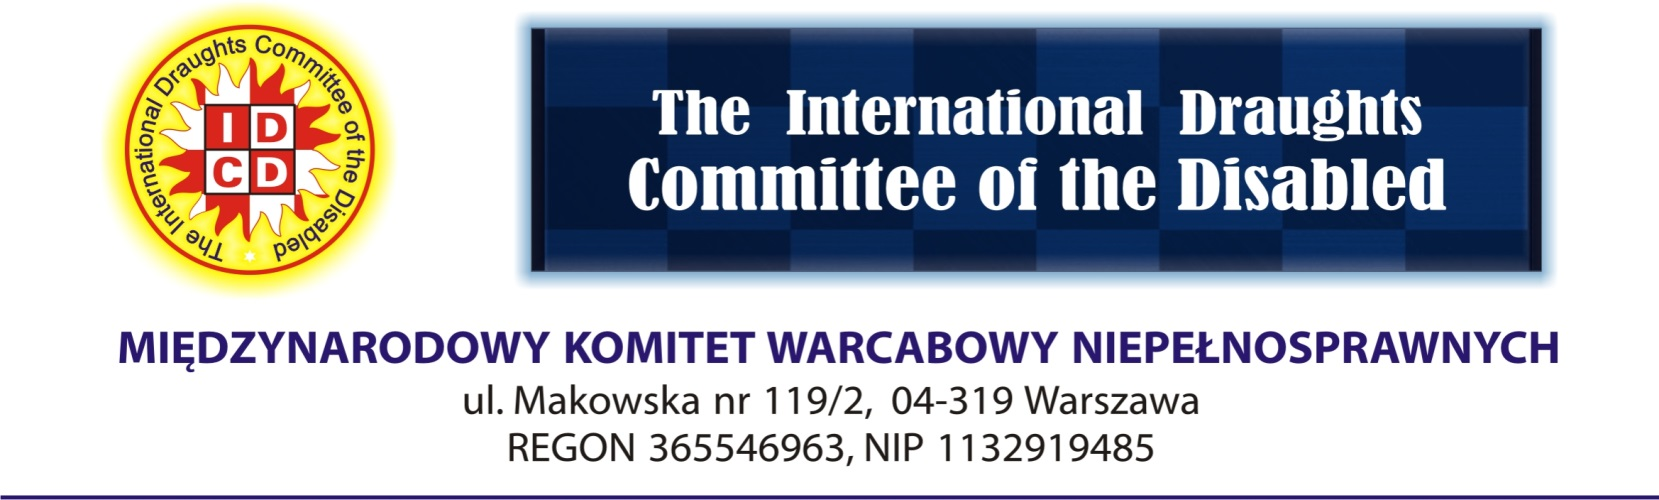 The International Draughts Committee of the Disabled
I D
C D
The International Draughts
Committee of the Disabled
MIĘDZYNARODOWY KOMITET WARCABOWY NIEPEŁNOSPRAWNYCH
ul. Makowska nr 119/2, 04-319 Warszawa
REGON 365546963, NIP 1132919485